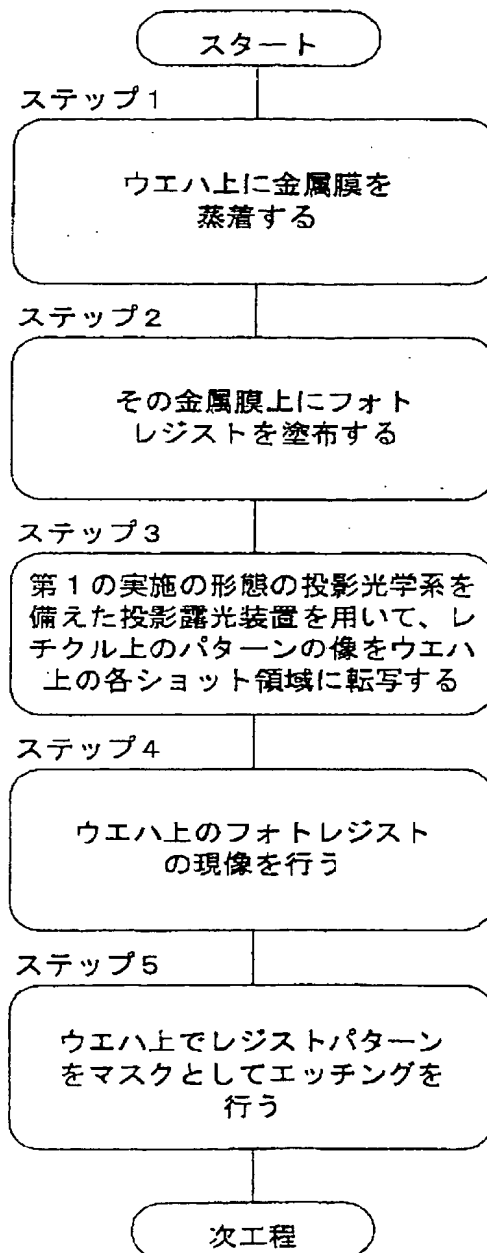 スタート
ステップ1
ウエハ上に金属膜を
蒸着する
ステップ2
その金属膜上にフォト
レジストを塗布する
ステップ3
第1の実施の形態の投影光学系を
備えた投影露光装置を用いて、レ
チクル上のパターンの像をウエハ
上の各ショット領域に転写する
ステップ4
ウエハ上のフォトレジスト
の現像を行う
ステップ5
ウエハ上でレジストパターン
をマスクとしてエッチングを
行う
次工程